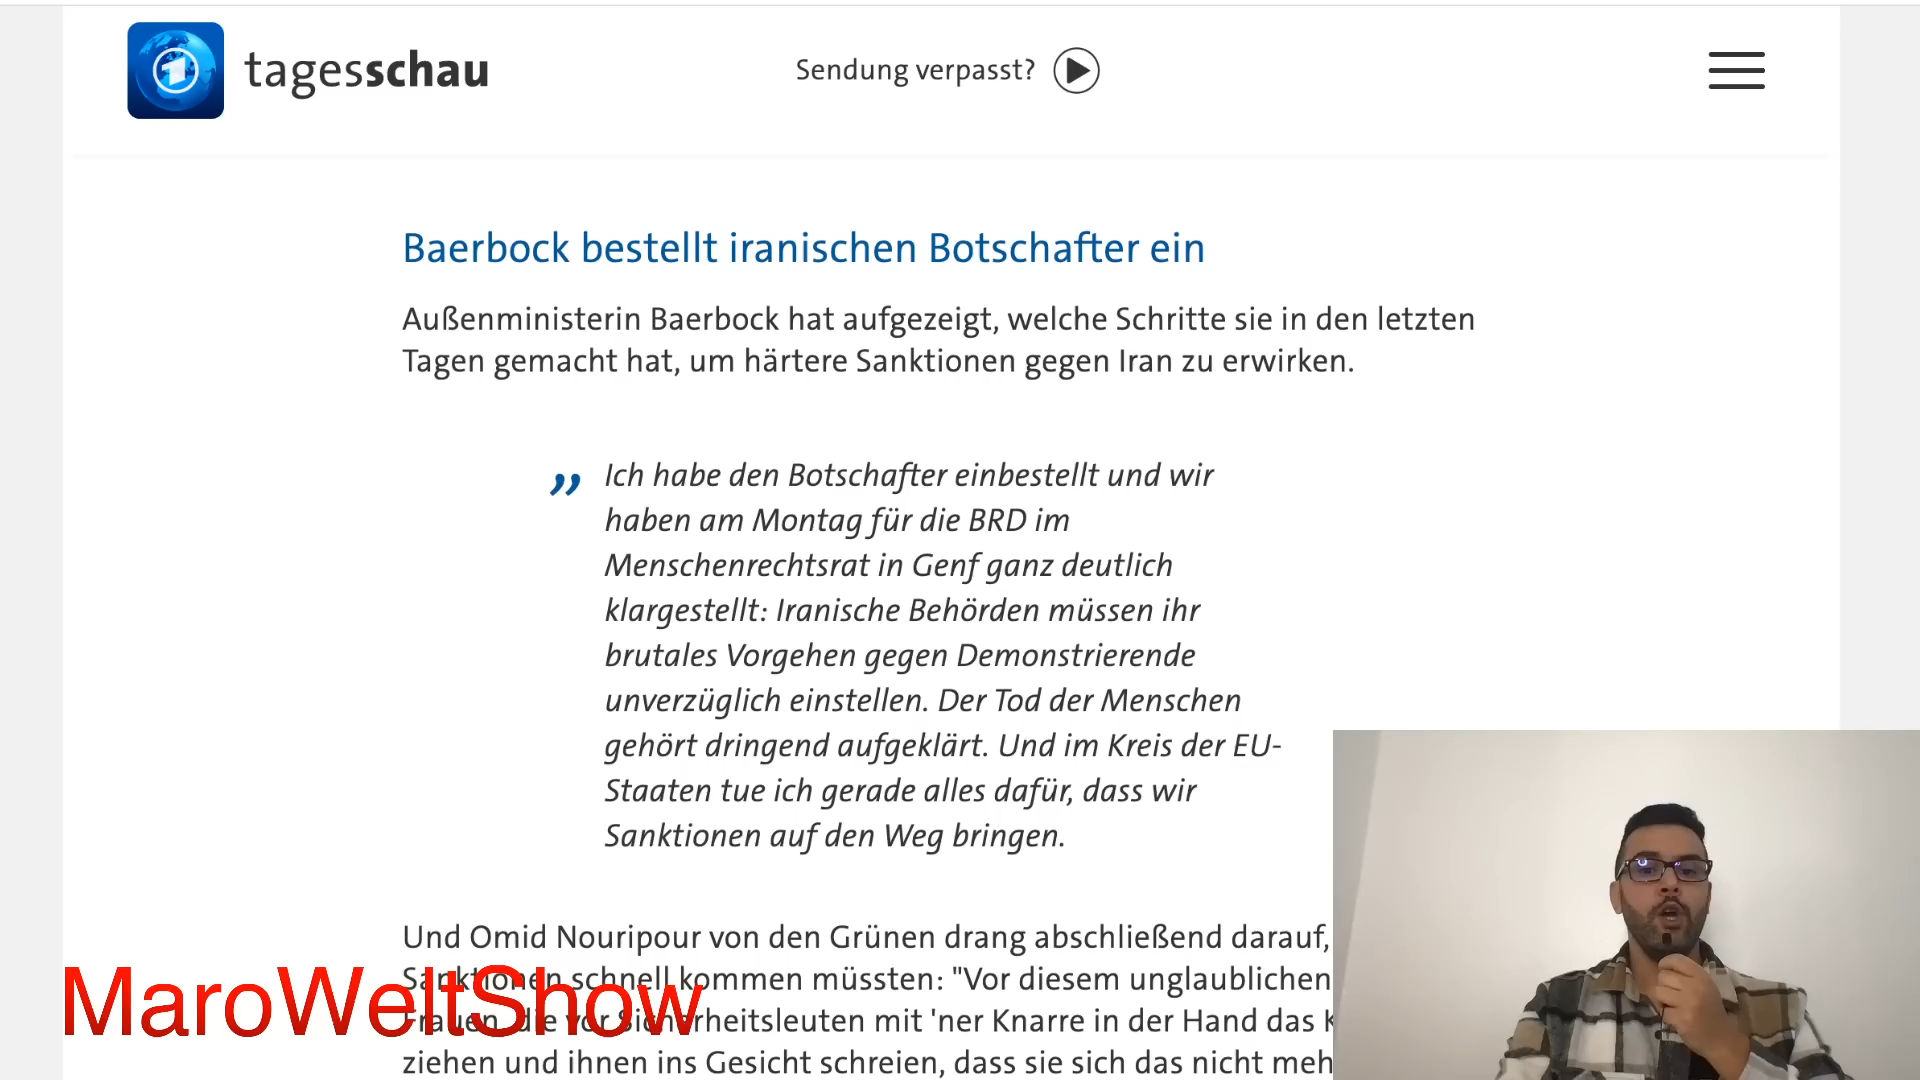 tagesschau
Sendung verpasst?
Baerbock bestellt iranischen Botschafter ein
Außenministerin Baerbock hat aufgezeigt, welche Schritte sie in den letzten
Tagen gemacht hat, um härtere Sanktionen gegen Iran zu erwirken.
” Ich habe den Botschafter einbestellt und wir
haben am Montag für die BRD im
Menschenrechtsrat in Genf ganz deutlich
klargestellt: Iranische Behörden müssen ihr
brutales Vorgehen gegen Demonstrierende
unverzüglich einstellen. Der Tod der Menschen
gehört dringend aufgeklärt. Und im Kreis der EU-
Staaten tue ich gerade alles dafür, dass wir
Sanktionen auf den Weg bringen.
Und Omid Nouripour von den Grünen drang abschließend darauf,
Sanktionen schnell kommen müssten: "Vor diesem unglaublichen
Frauen, die vor Sicherheitsleuten mit 'ner Knarre in der Hand das
ziehen und ihnen ins Gesicht schreien, dass sie sich das nicht meh
MaroWeltShow